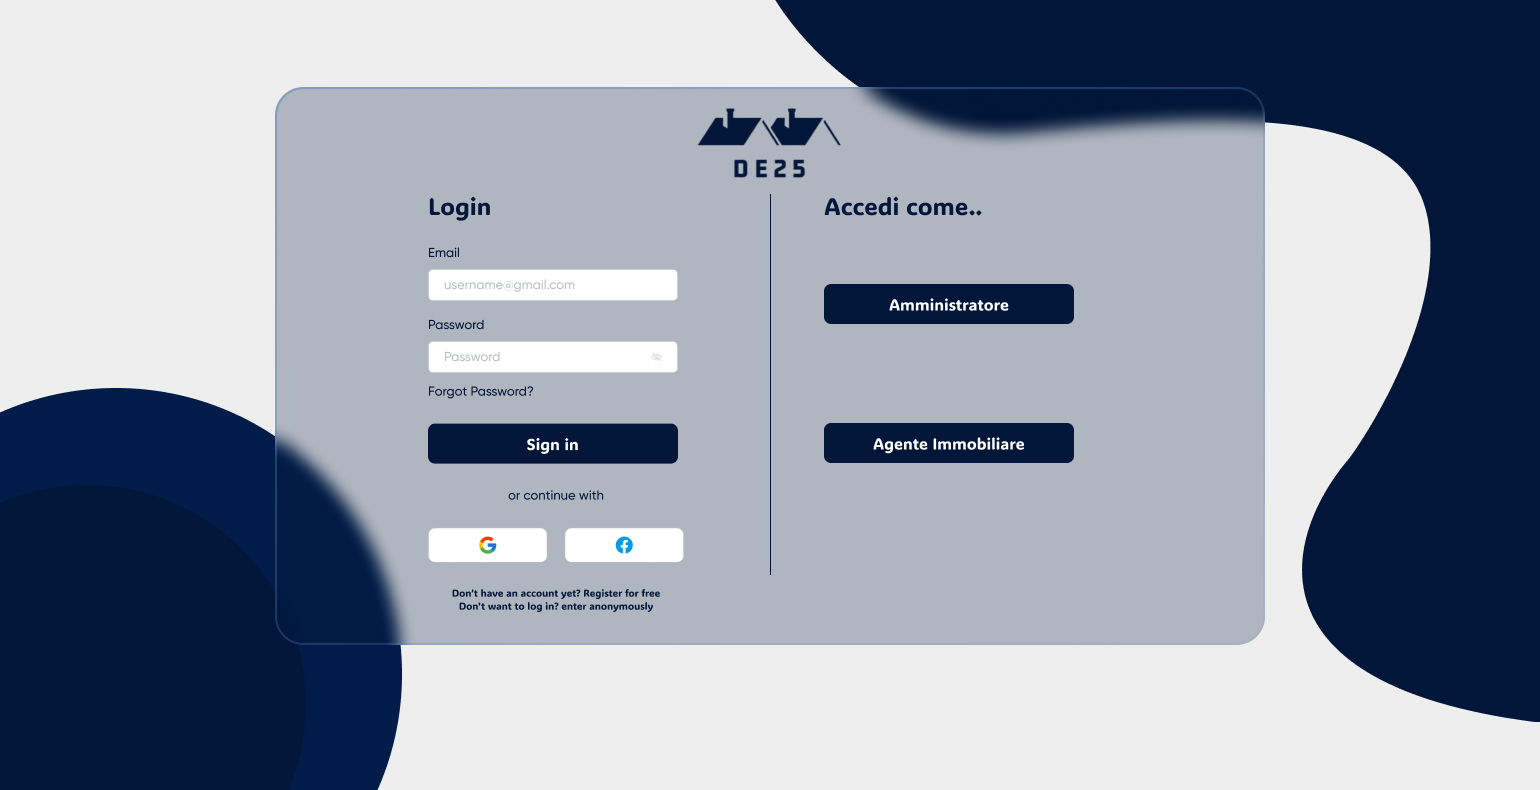 DE25
Login
Email
username@gmail.com
Password
Password
Forgot Password?
Sign in
or continue with
Don't have an account yet? Register for free
Don't want to log in? enter anonymously
Accedi come..
Amministratore
Agente Immobiliare